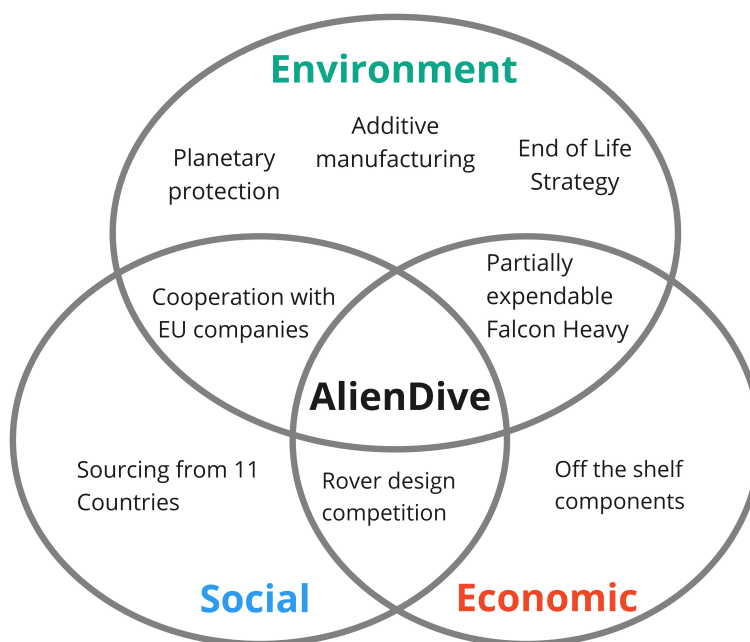 Environment
Additive
manufacturing
Planetary
protection
End of Life
Strategy
Cooperation with
EU companies
Partially
expendable
Falcon Heavy
AlienDive
Sourcing from 11
Countries
Rover design
competition
Off the shelf
components
Social
Economic